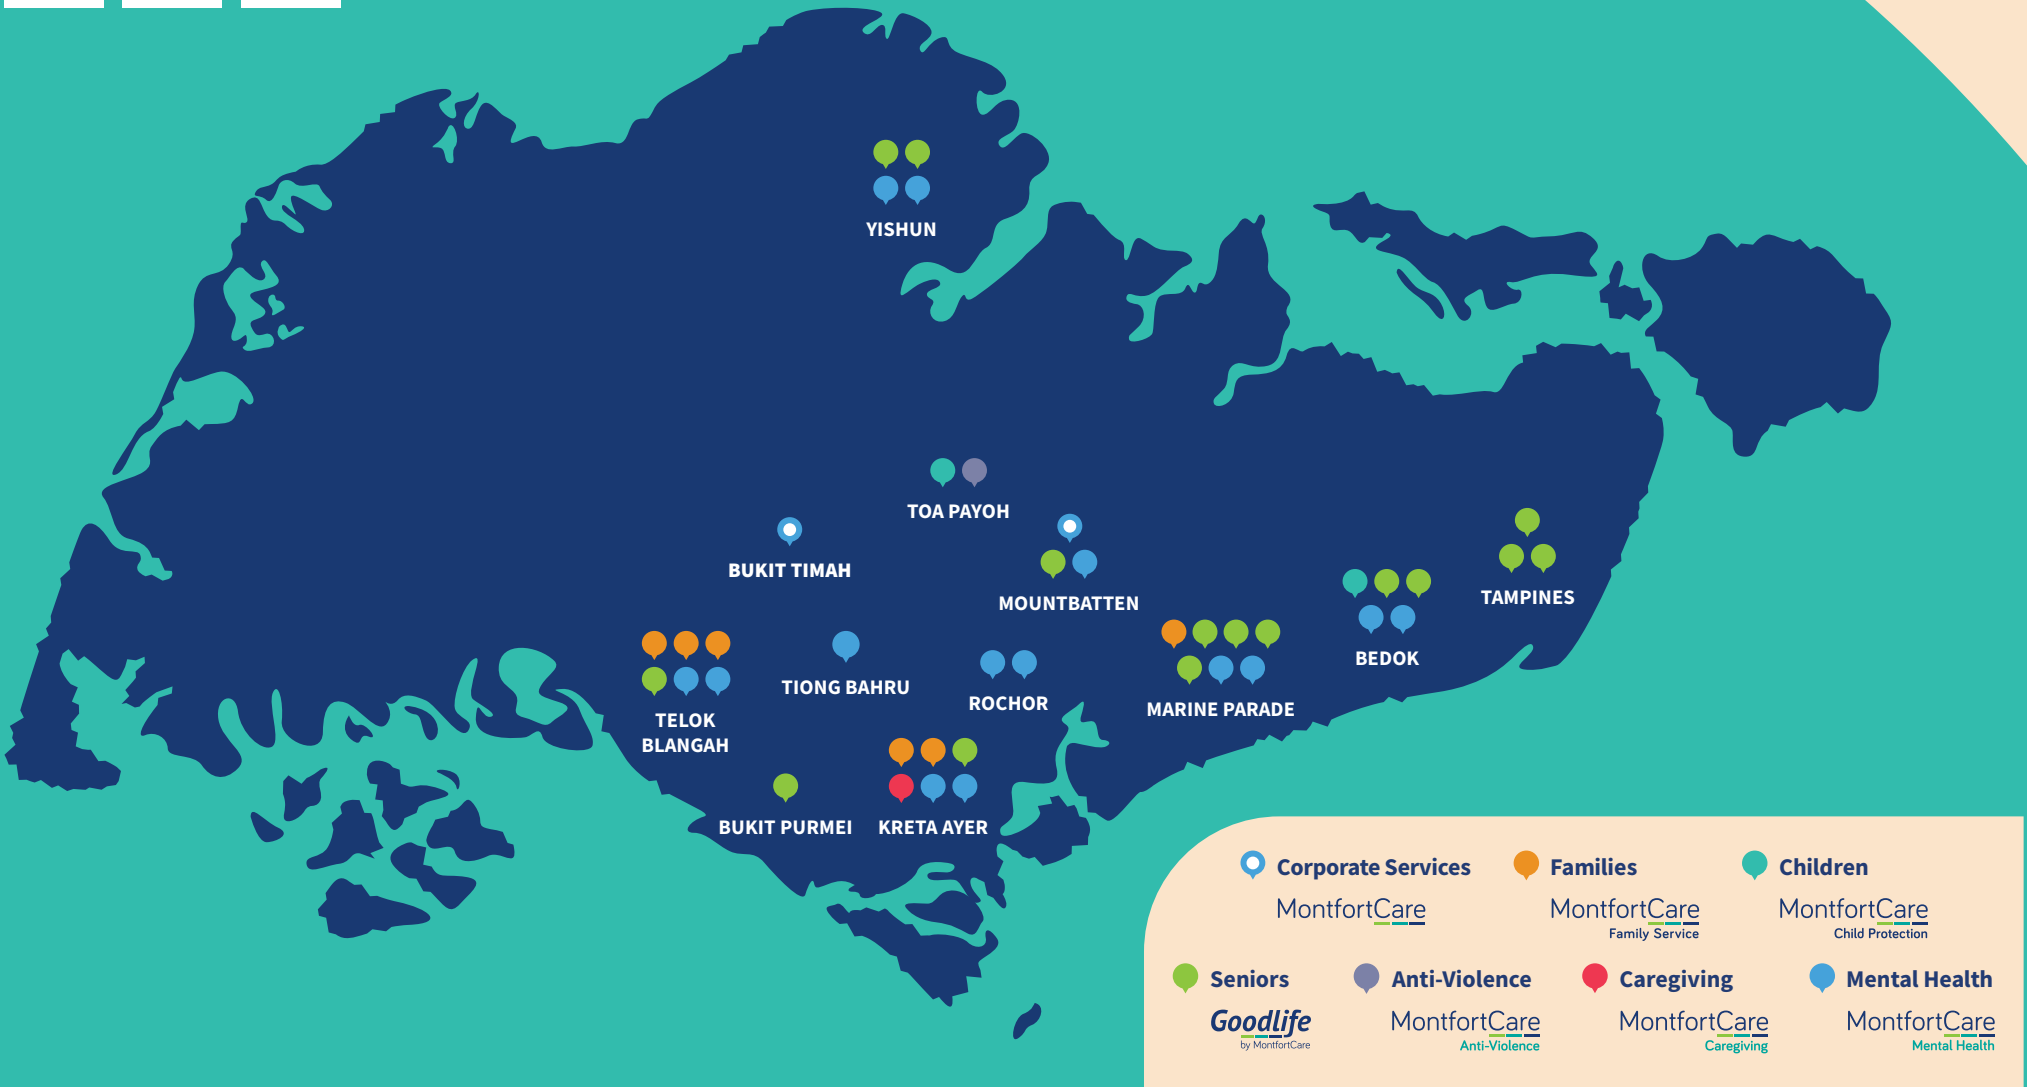 YISHUN
TOA PAYOH
BUKIT TIMAH
MOUNTBATTEN
TAMPINES
BEDOK
TIONG BAHRU
ROCHOR
MARINE PARADE
TELOK
BLANGAH
BUKIT PURMEI
KRETA AYER
Corporate Services
MontfortCare
Families
MontfortCare
Family Service
Children
MontfortCare
Child Protection
Seniors
Goodlife
by MontfortCare
Anti-Violence
MontfortCare
Anti-Violence
Caregiving
MontfortCare
Caregiving
Mental Health
MontfortCare
Mental Health